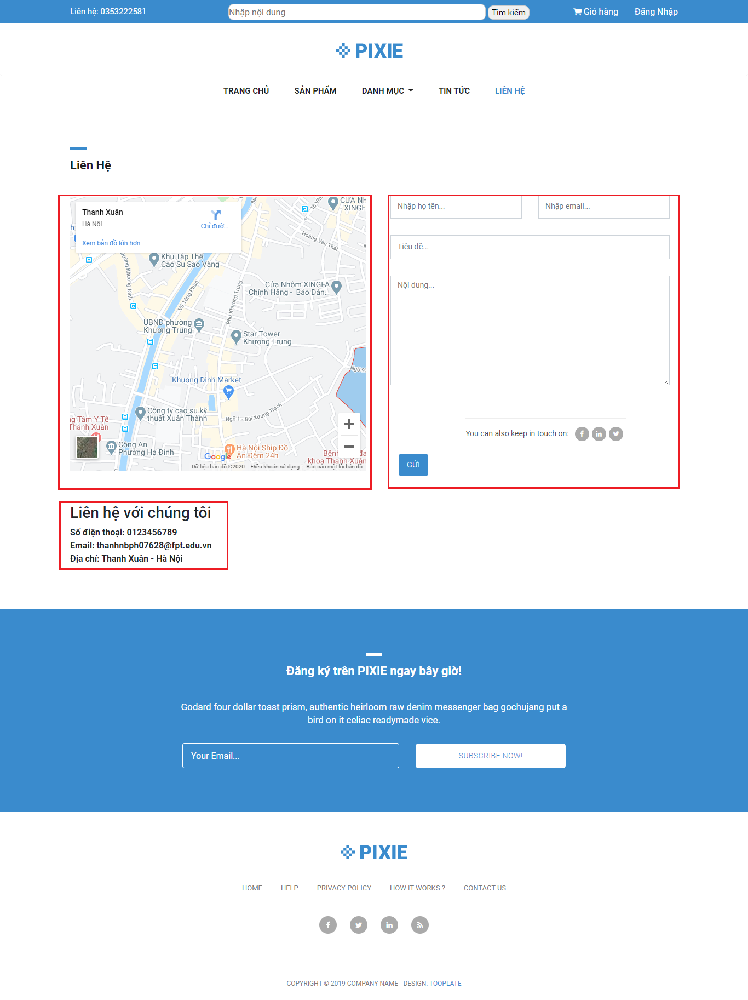 Liên hệ: 0353222581
Nhập nội dung
Tìm kiếm
Giỏ hàng
Đăng Nhập
PIXIE
TRANG CHỦ
SẢN PHẨM
DANH MỤC
TIN TỨC
LIÊN HỆ
Liên Hệ
Thanh Xuân
Hà Nội
Chỉ đườ...
Xem bản đồ lớn hơn
CỬA NH
- XINGF
Tô Vĩn
Hoàng Văn Thái
Khu Tập Thể
Cao Su Sao Vàng
Đường Khương Đình
Vũ Tông Phan
Phố Khương Trung
Cửa Nhôm XINGFA
Chính Hãng - Báo Dân...
UBND phường
Khương Trung
Star Tower
Khương Trung
Ngõ 9
Khuong Dinh Market
Công ty cao su kỹ
thuật Xuân Thành
Ngõ 1 - Bùi Xương Trạch
g Tâm Y Tế
Thanh Xuân
Công An
Phường Hạ Đình
Google
Hà Nội Ship Đồ
Ăn Đêm 24h
Bệnh đa
khoa Thanh Xuân
Dữ liệu bản đồ ©2020
Điều khoản sử dụng
Báo cáo một lỗi bản đồ
Nhập họ tên...
Nhập email...
Tiêu đề...
Nội dung...
You can also keep in touch on:
GỬI
Liên hệ với chúng tôi
Số điện thoại: 0123456789
Email: thanhnbph07628@fpt.edu.vn
Địa chỉ: Thanh Xuân - Hà Nội
Đăng ký trên PIXIE ngay bây giờ!
Godard four dollar toast prism, authentic heirloom raw denim messenger bag gochujang put a
bird on it celiac readymade vice.
Your Email...
SUBSCRIBE NOW!
PIXIE
HOME
HELP
PRIVACY POLICY
HOW IT WORKS ?
CONTACT US
COPYRIGHT © 2019 COMPANY NAME - DESIGN: TOOPLATE